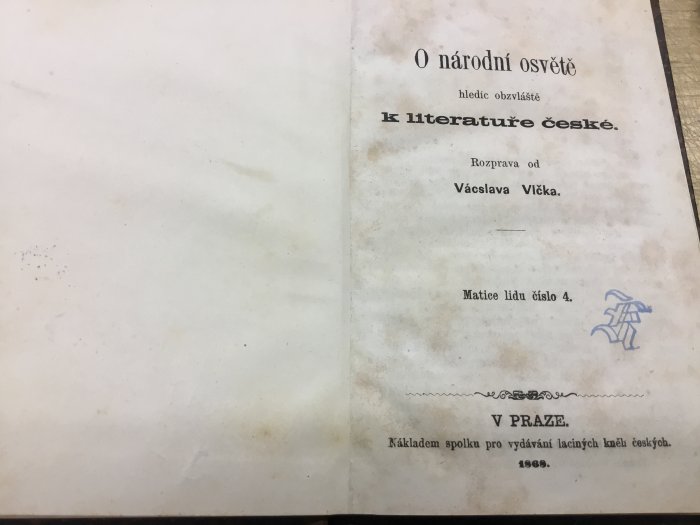 O národní osvětě
hledíc obzvláště
k literatuře české.
Rozprava od
Vácslava Vlčka.
Matice lidu číslo 4.
V PRAZE.
Nákladem spolku pro vydávání laciných kněh českých.
1868.